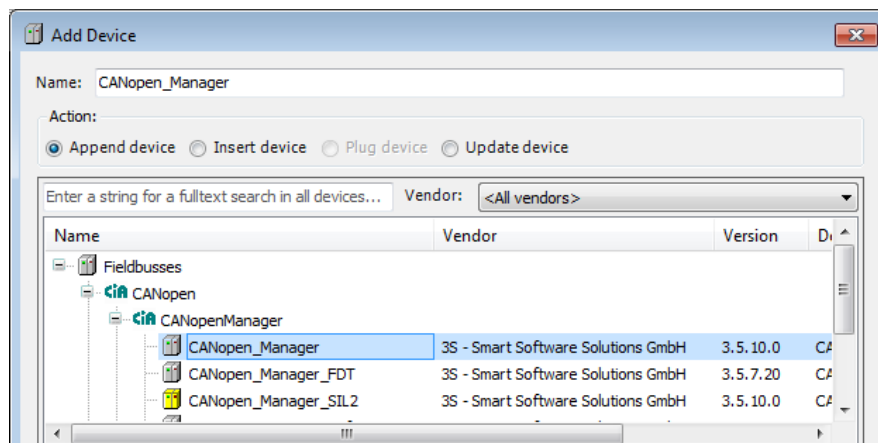 Add Device
Name: CANopen_Manager
Action:
Append device Insert device Plug device Update device
Enter a string for a fulltext search in all devices... Vendor: <All vendors>
Name Vendor Version
Fieldbusses
CiA CANopen
CiA CANopenManager
CANopen_Manager 3S - Smart Software Solutions GmbH 3.5.10.0
CANopen_Manager_FDT 3S - Smart Software Solutions GmbH 3.5.7.20
CANopen_Manager_SIL2 3S - Smart Software Solutions GmbH 3.5.10.0